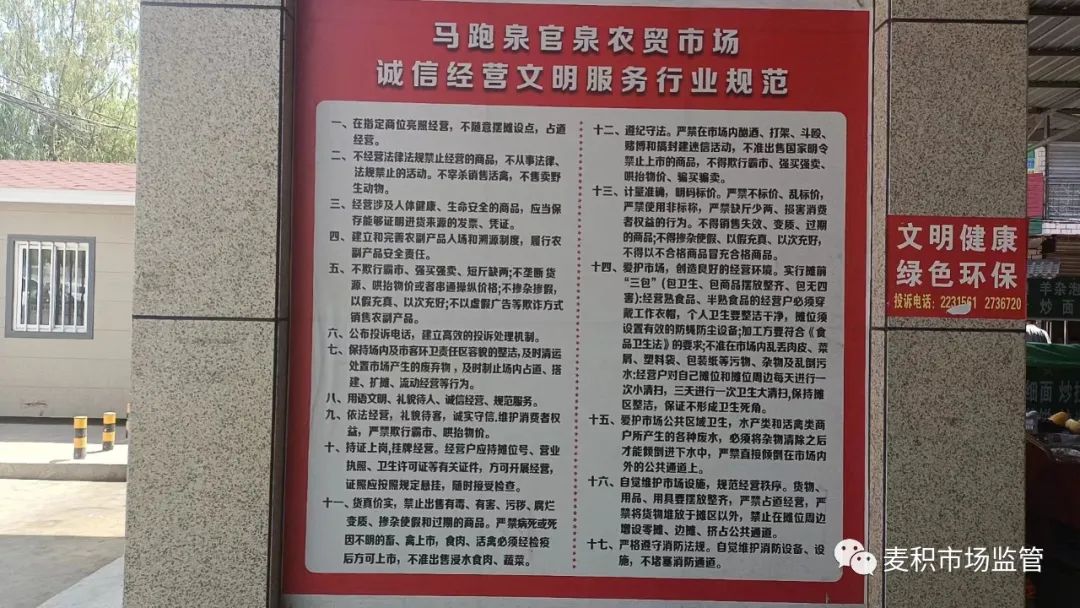 马跑泉官泉农贸市场
诚信经营文明服务行业规范
一、在指定商位亮照经营，不随意摆摊设点，占道
经营。
二、不经营法律法规禁止经营的商品，不从事法律、
法规禁止的活动。不宰杀销售活禽，不售卖野
生动物。
三、经营涉及人体健康、生命安全的商品，应当保
存能够证明进货来源的发票、凭证。
四、建立和完善农副产品人场和溯源制度，履行农
副产品安全责任。
五、不欺行霸市、强买强卖、短斤缺两;不垄断货
源、哄抬物价或者串通操纵价格;不掺杂掺假，
以假充真、以次充好;不以虚假广告等欺诈方式
销售农副产品。
六、公布投诉电话，建立高效的投诉处理机制。
七、保持场内及市客环卫责任区容貌的整洁，及时清运
处置市场产生的废弃物，及时制止场内占道、搭
建、扩摊、流动经营等行为。
八、用语文明、礼貌待人、诚信经营、规范服务。
九、依法经营，礼貌待客，诚实守信,维护消费者权
益，严禁欺行霸市、哄抬物价。
十、持证上岗,挂牌经营。经营户应持摊位号、营业
执照、卫生许可证等有关证件，方可开展经营，
证照应按照规定悬挂，随时接受检查。
十一、货真价实，禁止出售有毒、有害、污秽、腐烂
变质、掺杂使假和过期的商品。严禁病死或死
因不明的畜、禽上市，食肉、活禽必须经检疫
后方可上市，不准出售浸水食肉、蔬菜。
十二、遵纪守法。严禁在市场内酗酒、打架、斗殴、
赌博和搞封建迷信活动，不准出售国家明令
禁止上市的商品，不得欺行霸市、强买强卖、
哄抬物价、骗买骗卖。
十三、计量准确，明码标价。严禁不标价、乱标价，
严禁使用非标称，严禁缺斤少两、损害消费
者权益的行为。不得销售失效、变质、过期
的商品;不得掺杂使假、以假充真、以次充好，
不得以不合格商品冒充合格商品。
十四、爱护市场，创造良好的经营环境。实行摊前
“三包”（包卫生、包商品摆放整齐、包无四
害）;经营熟食品、半熟食品的经营户必须穿
戴工作衣帽，个人卫生要整洁干净，摊位须
设置有效的防蝇防尘设备;加工方要符合《食
品卫生法》的要求;不准在市场内乱丢肉皮、菜
屑、塑料袋、包装纸等污物、杂物及乱倒污
水;经营户对自己摊位和摊位周边每天进行一
次小清扫，三天进行一次卫生大清扫,保持摊
区整洁，保证不形成卫生死角。
十五、爱护市场公共区域卫生，水产类和活禽类商
户所产生的各种废水，必须将杂物清除之后
才能倾倒进下水中，严禁直接倾倒在市场内
外的公共通道上。
十六、自觉维护市场设施，规范经营秩序。货物、
用品、用具要摆放整齐，严禁占道经营，严
禁将货物堆放于摊区以外，禁止在摊位周边
增设零摊、边摊、挤占公共通道。
十七、严格遵守消防法规。自觉维护消防设备、设
施，不堵塞消防通道。
文明健康
绿色环保
投诉电话：2231561 2736720
羊杂泡
炒面
细面 炒
麦积市场监管